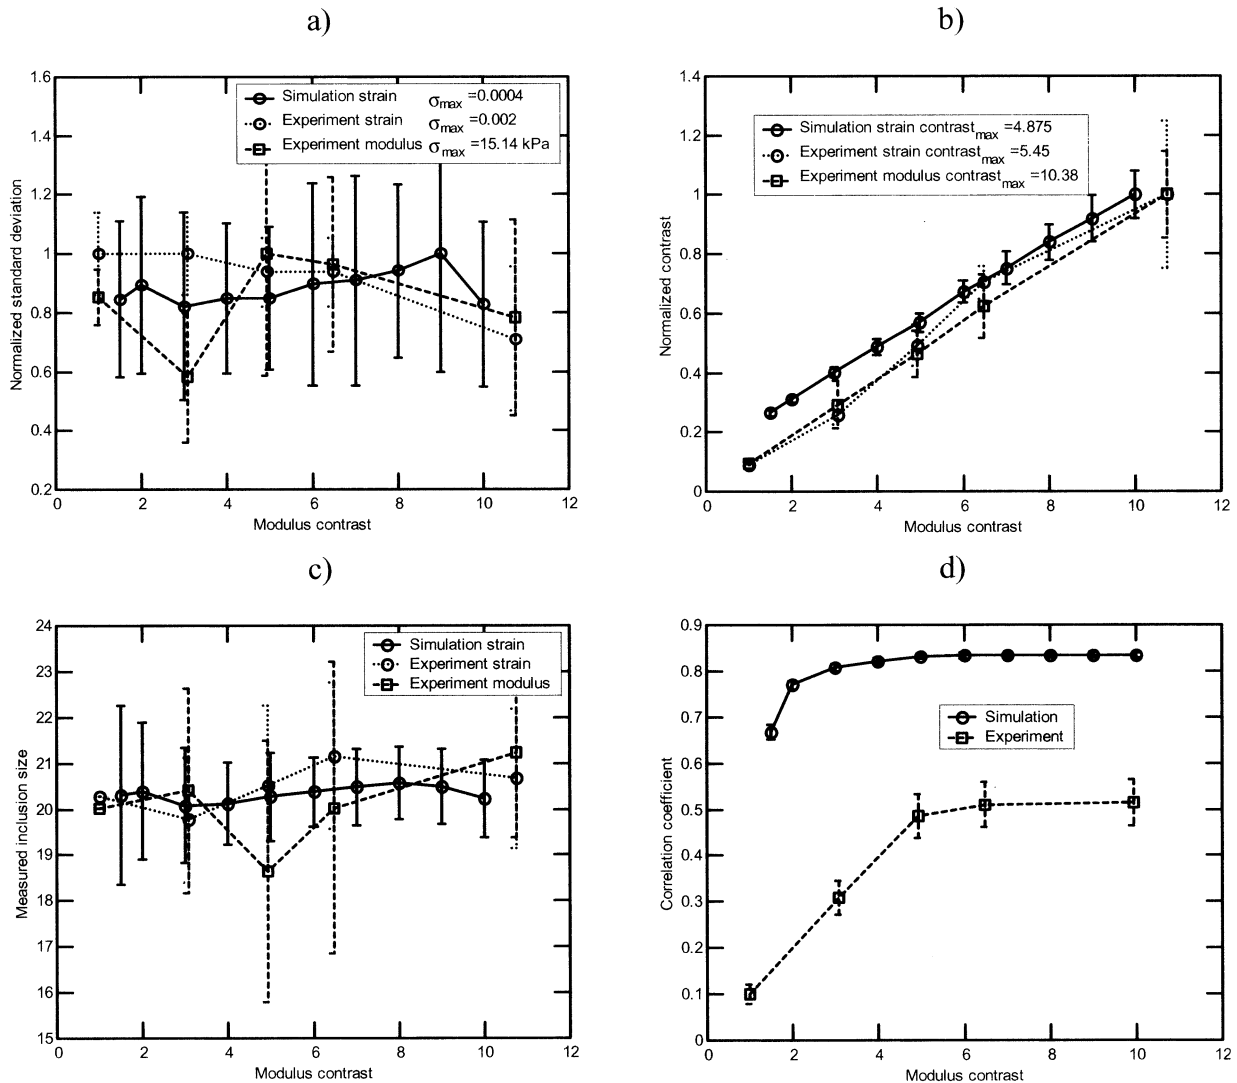 a)
1.6
1.4
1.2
1
0.8
0.6
0.4
0.2
Normalized standard deviation
Simulation strain σmax =0.0004
Experiment strain σmax =0.002
Experiment modulus σmax =15.14 kPa
0 2 4 6 8 10 12
Modulus contrast
b)
1.4
1.2
1
0.8
0.6
0.4
0.2
0
Normalized contrast
Simulation strain contrastmax =4.875
Experiment strain contrastmax =5.45
Experiment modulus contrastmax =10.38
0 2 4 6 8 10 12
Modulus contrast
c)
24
23
22
21
20
19
18
17
16
15
Measured inclusion size
Simulation strain
Experiment strain
Experiment modulus
0 2 4 6 8 10 12
Modulus contrast
d)
0.9
0.8
0.7
0.6
0.5
0.4
0.3
0.2
0.1
0
Correlation coefficient
Simulation
Experiment
0 2 4 6 8 10 12
Modulus contrast